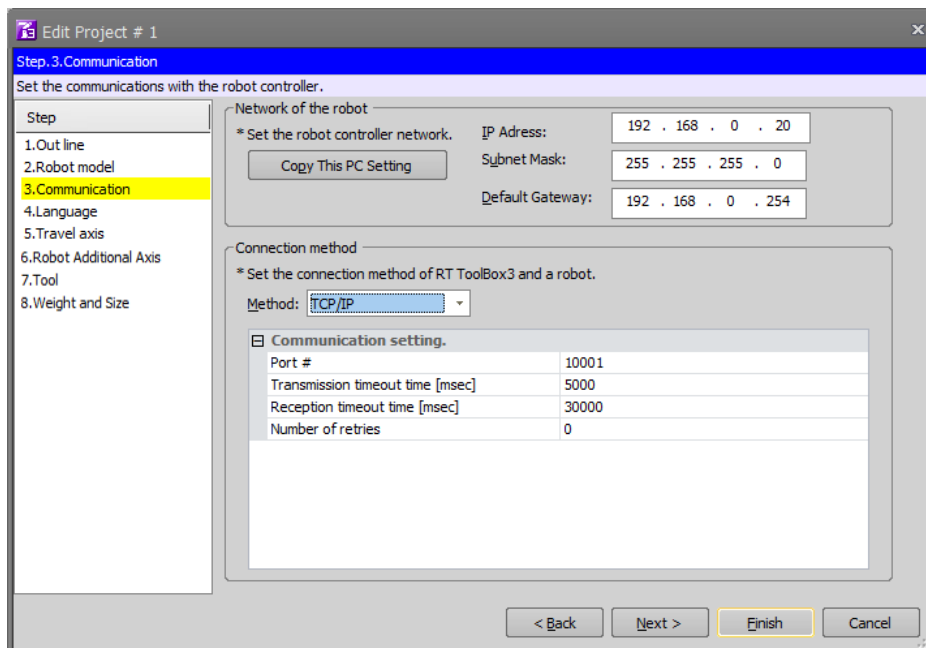 Edit Project # 1
Step.3.Communication
Set the communications with the robot controller.
Step
1.Out line
2.Robot model
3.Communication
4.Language
5.Travel axis
6.Robot Additional Axis
7.Tool
8.Weight and Size
Network of the robot
* Set the robot controller network.
Copy This PC Setting
IP Adress: 192 . 168 . 0 . 20
Subnet Mask: 255 . 255 . 255 . 0
Default Gateway: 192 . 168 . 0 . 254
Connection method
* Set the connection method of RT ToolBox3 and a robot.
Method: TCP/IP
Communication setting.
Port # 10001
Transmission timeout time [msec] 5000
Reception timeout time [msec] 30000
Number of retries 0
< Back Next > Finish Cancel